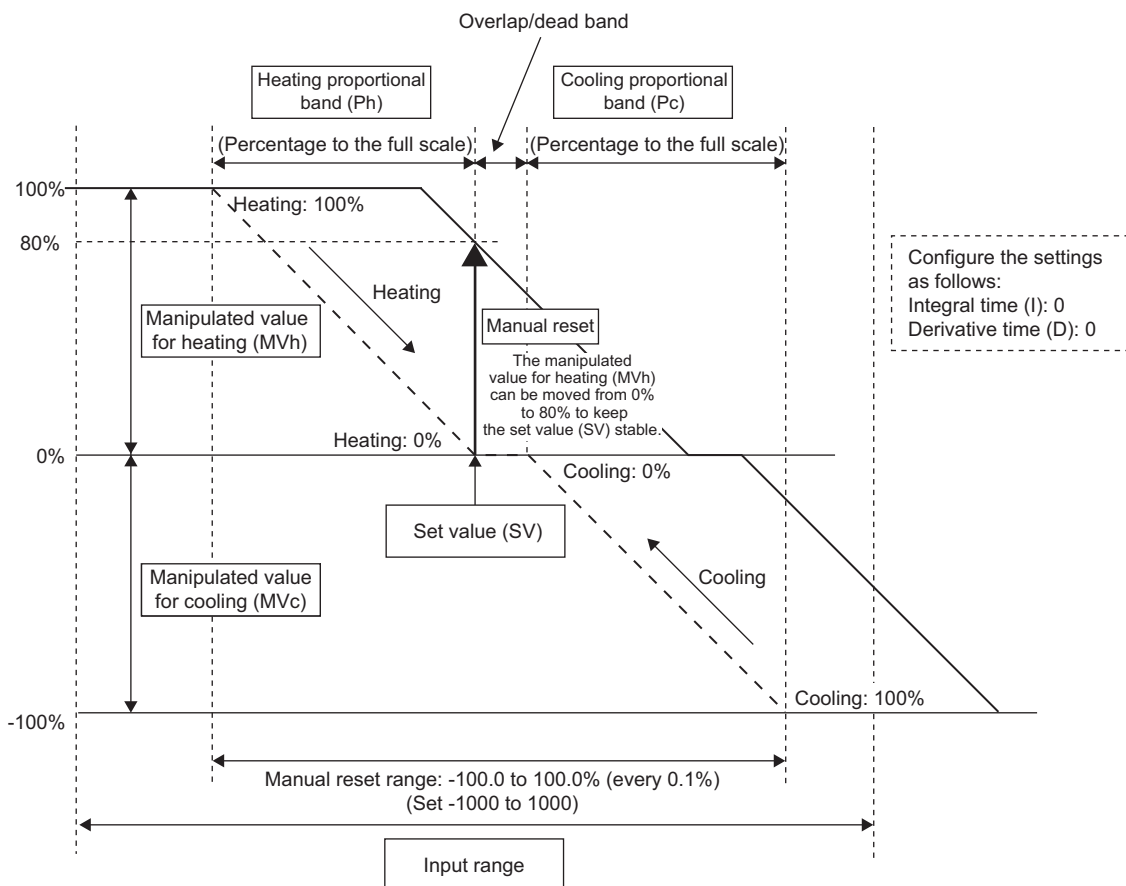 Overlap/dead band
Heating proportional
band (Ph)
Cooling proportional
band (Pc)
(Percentage to the full scale)
(Percentage to the full scale)
100%
Heating: 100%
80%
Configure the settings
as follows:
Integral time (I): 0
Derivative time (D): 0
Heating
Manipulated value
for heating (MVh)
Manual reset
The manipulated
value for heating (MVh)
can be moved from 0%
to 80% to keep
the set value (SV) stable.
Heating: 0%
0%
Cooling: 0%
Set value (SV)
Manipulated value
for cooling (MVc)
Cooling
Cooling: 100%
-100%
Manual reset range: -100.0 to 100.0% (every 0.1%)
(Set -1000 to 1000)
Input range